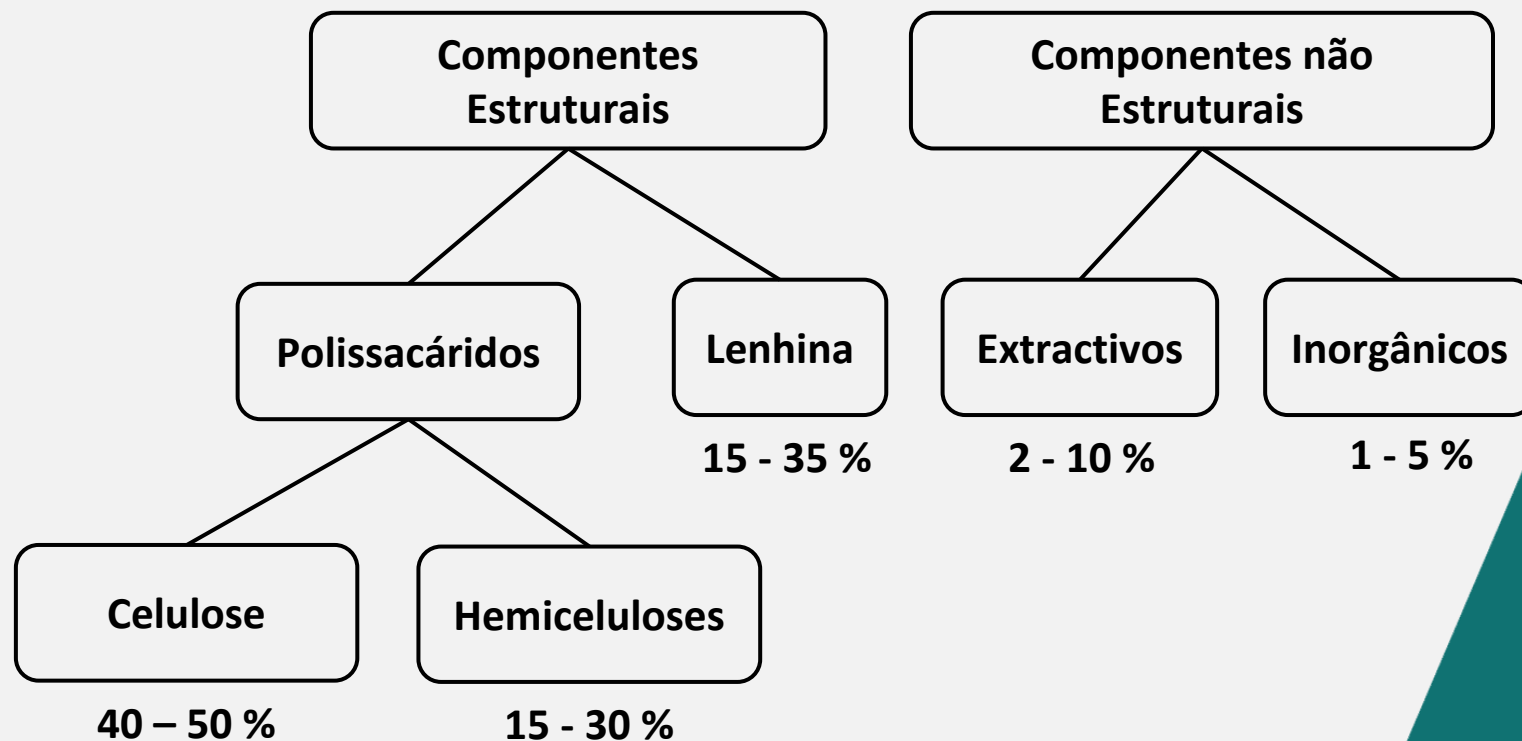 Componentes
Estruturais
Componentes não
Estruturais
Polissacáridos
Lenhina
Extractivos
Inorgânicos
15 - 35 %
2 - 10 %
1 - 5 %
Celulose
Hemiceluloses
40 – 50 %
15 - 30 %